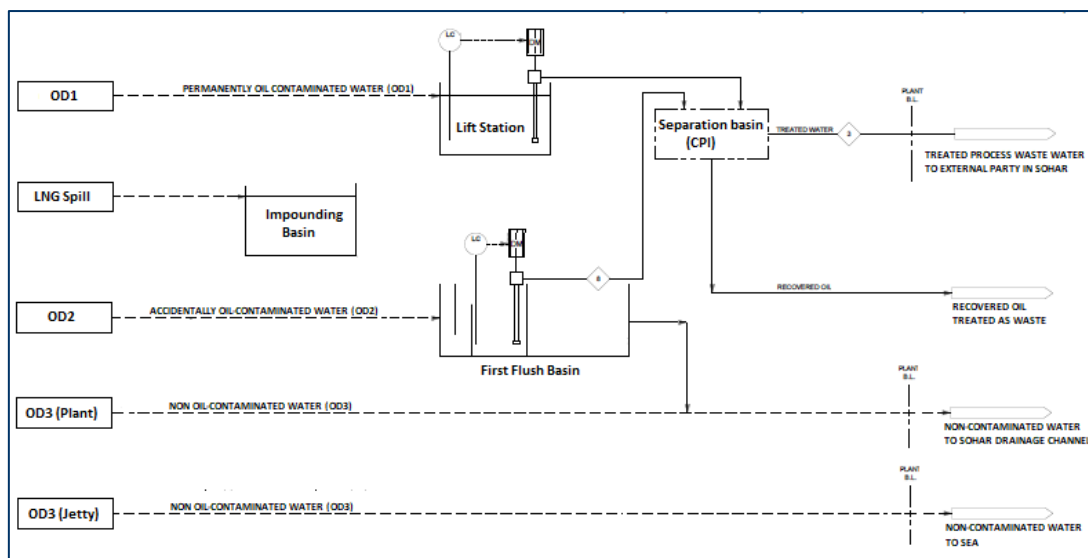 LC
DM
OD1
PERMANENTLY OIL CONTAMINATED WATER (OD1)
Lift Station
Separation basin
(CPI)
TREATED WATER
3
PLANT
B.L.
TREATED PROCESS WASTE WATER
TO EXTERNAL PARTY IN SOHAR
LNG Spill
Impounding
Basin
LC
DM
OD2
ACCIDENTALLY OIL-CONTAMINATED WATER (OD2)
First Flush Basin
RECOVERED OIL
RECOVERED OIL
TREATED AS WASTE
OD3 (Plant)
NON OIL-CONTAMINATED WATER (OD3)
PLANT
B.L.
NON-CONTAMINATED WATER
TO SOHAR DRAINAGE CHANNEL
OD3 (Jetty)
NON OIL-CONTAMINATED WATER (OD3)
PLANT
B.L.
NON-CONTAMINATED WATER
TO SEA